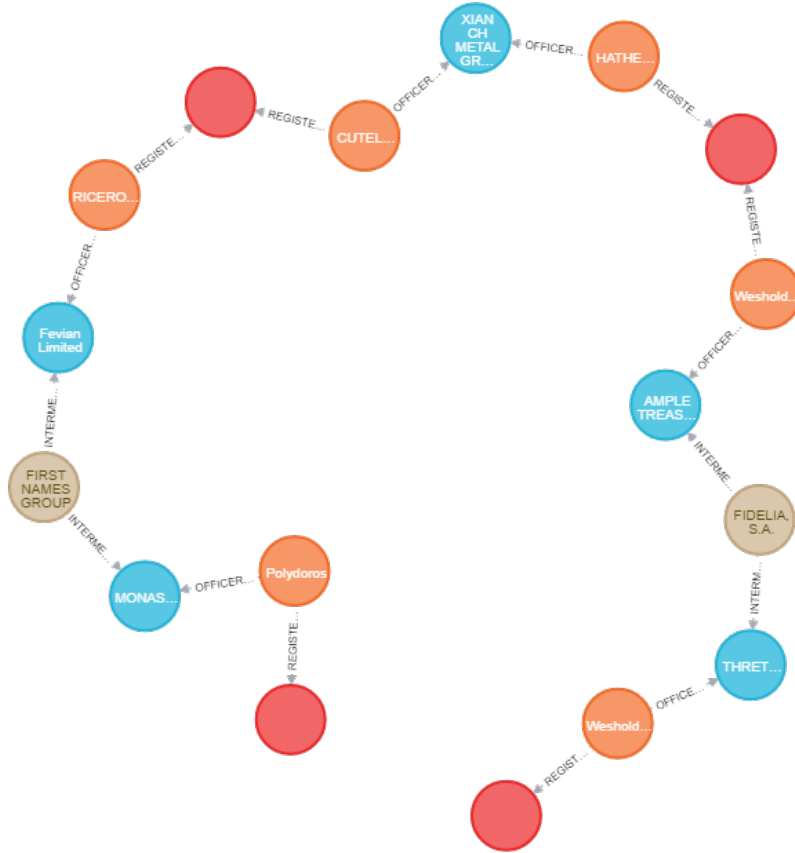 XIAN
CH
METAL
GR...
OFFICER...
HATHE...
OFFICER...
REGISTE...
REGISTE...
CUTEL...
REGISTE...
RICERO...
REGISTE...
OFFICER...
Weshold...
Fevian
Limited
OFFICER...
AMPLE
TREAS...
INTERME...
INTERME...
FIRST
NAMES
GROUP
FIDELIA,
S.A.
INTERME...
INTERM...
Polydoros
OFFICER...
MONAS...
REGISTE...
THRET...
OFFICE...
Weshold...
REGIST...